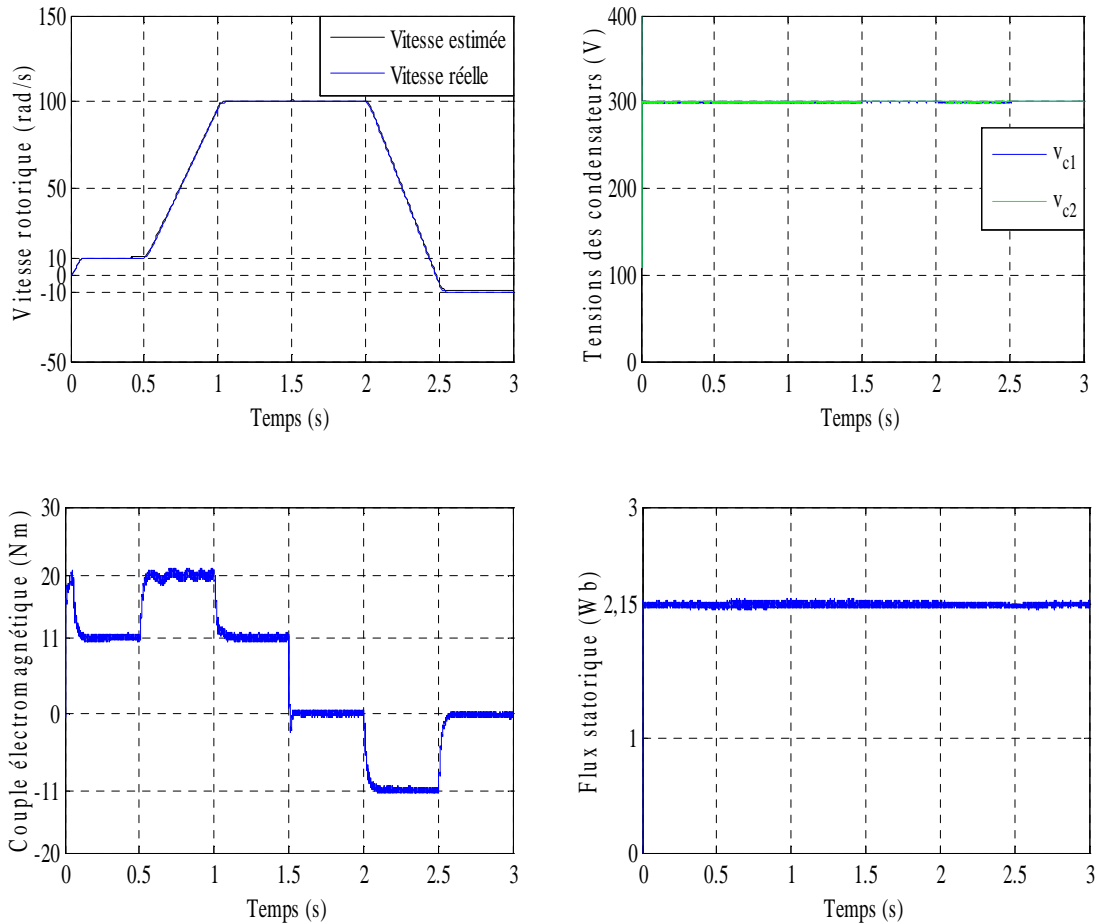 Vitesse rotorique (rad/s)
150
100
50
10
0
-10
-50
Vitesse estimée
Vitesse réelle
0 0.5 1 1.5 2 2.5 3
Temps (s)
Tensions des condensateurs (V)
400
300
200
100
0
v_c1
v_c2
0 0.5 1 1.5 2 2.5 3
Temps (s)
Couple électromagnétique (Nm)
30
20
11
0
-11
-20
0 0.5 1 1.5 2 2.5 3
Temps (s)
Flux statorique (Wb)
3
2,15
1
0
0 0.5 1 1.5 2 2.5 3
Temps (s)